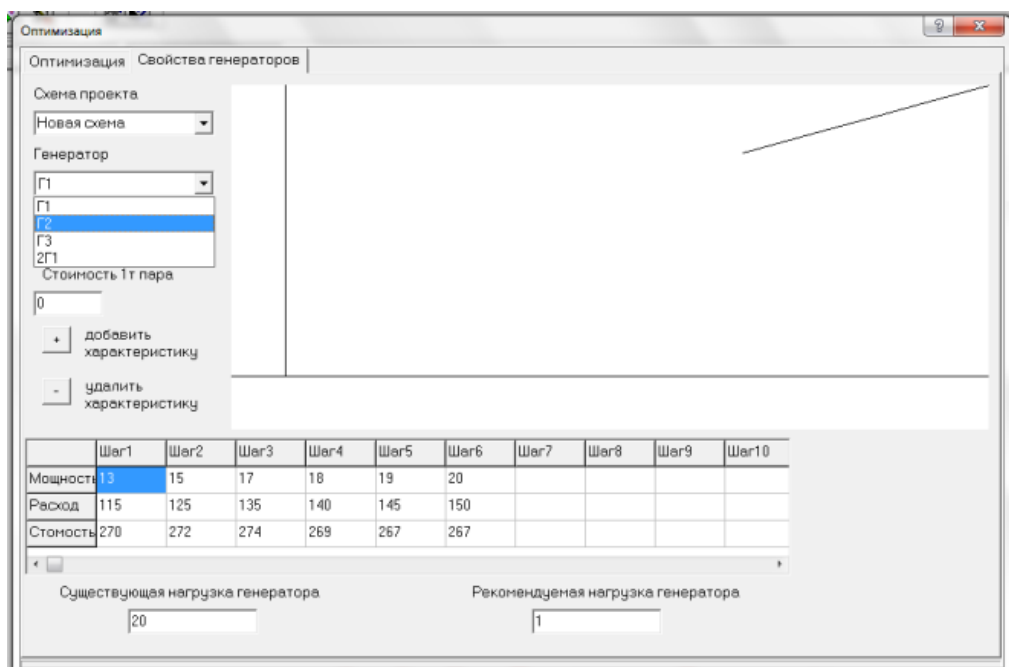 Оптимизация
Оптимизация Свойства генераторов
Схема проекта
Новая схема
Генератор
Г1
Г1
Г2
Г3
2Г1
Стоимость 1т пара
0
+ добавить
характеристику
- удалить
характеристику
Шаг1 Шаг2 Шаг3 Шаг4 Шаг5 Шаг6 Шаг7 Шаг8 Шаг9 Шаг10
Мощность 13 15 17 18 19 20
Расход 115 125 135 140 145 150
Стомость 270 272 274 269 267 267
Существующая нагрузка генератора Рекомендуемая нагрузка генератора
20 1